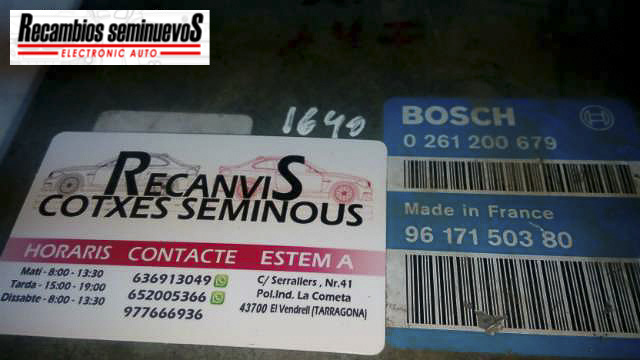 Recambios seminuevos
ELECTRONIC AUTO
1640
BOSCH
0 261 200 679
Made in France
96 171 503 80
RECANVIS
COTXES SEMINOUS
HORARIS CONTACTE ESTEM A
Matí - 8:00 - 13:30
Tarda - 15:00 - 19:00
Dissabte - 8:00 - 13:30
636913049
652005366
977666936
C/ Serrallers , Nr.41
Pol.Ind. La Cometa
43700 El Vendrell (TARRAGONA)